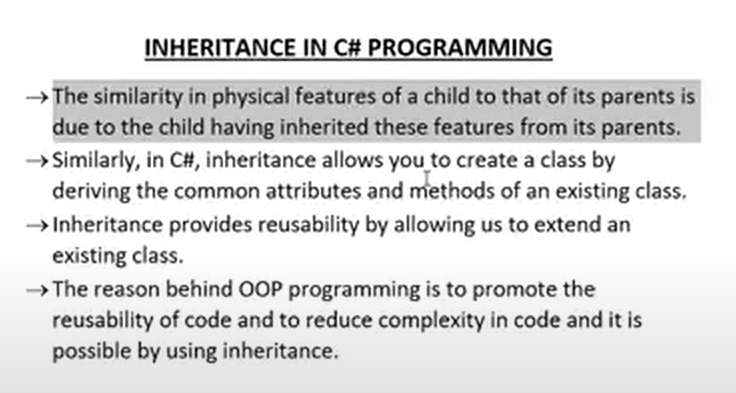 INHERITANCE IN C# PROGRAMMING
→The similarity in physical features of a child to that of its parents is
due to the child having inherited these features from its parents.
→Similarly, in C#, inheritance allows you to create a class by
deriving the common attributes and methods of an existing class.
→Inheritance provides reusability by allowing us to extend an
existing class.
→The reason behind OOP programming is to promote the
reusability of code and to reduce complexity in code and it is
possible by using inheritance.